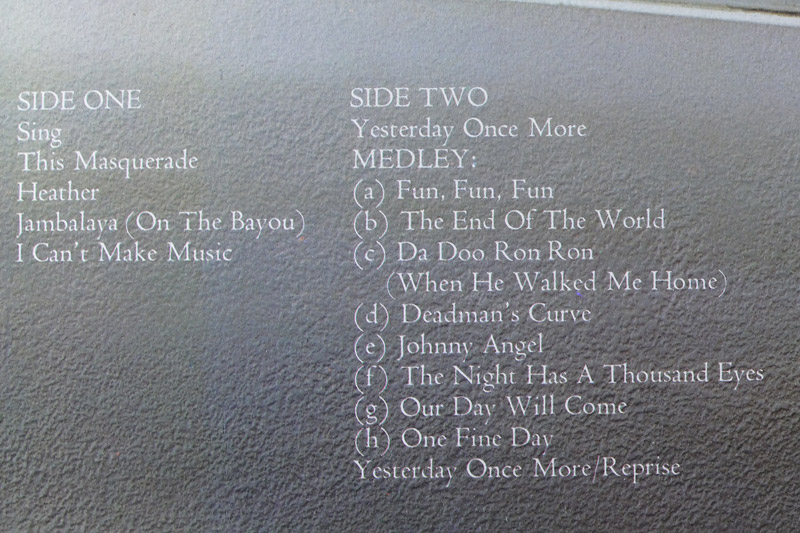 SIDE ONE
Sing
This Masquerade
Heather
Jambalaya (On The Bayou)
I Can't Make Music
SIDE TWO
Yesterday Once More
MEDLEY:
(a) Fun, Fun, Fun
(b) The End Of The World
(c) Da Doo Ron Ron
(When He Walked Me Home)
(d) Deadman's Curve
(e) Johnny Angel
(f) The Night Has A Thousand Eyes
(g) Our Day Will Come
(h) One Fine Day
Yesterday Once More/Reprise